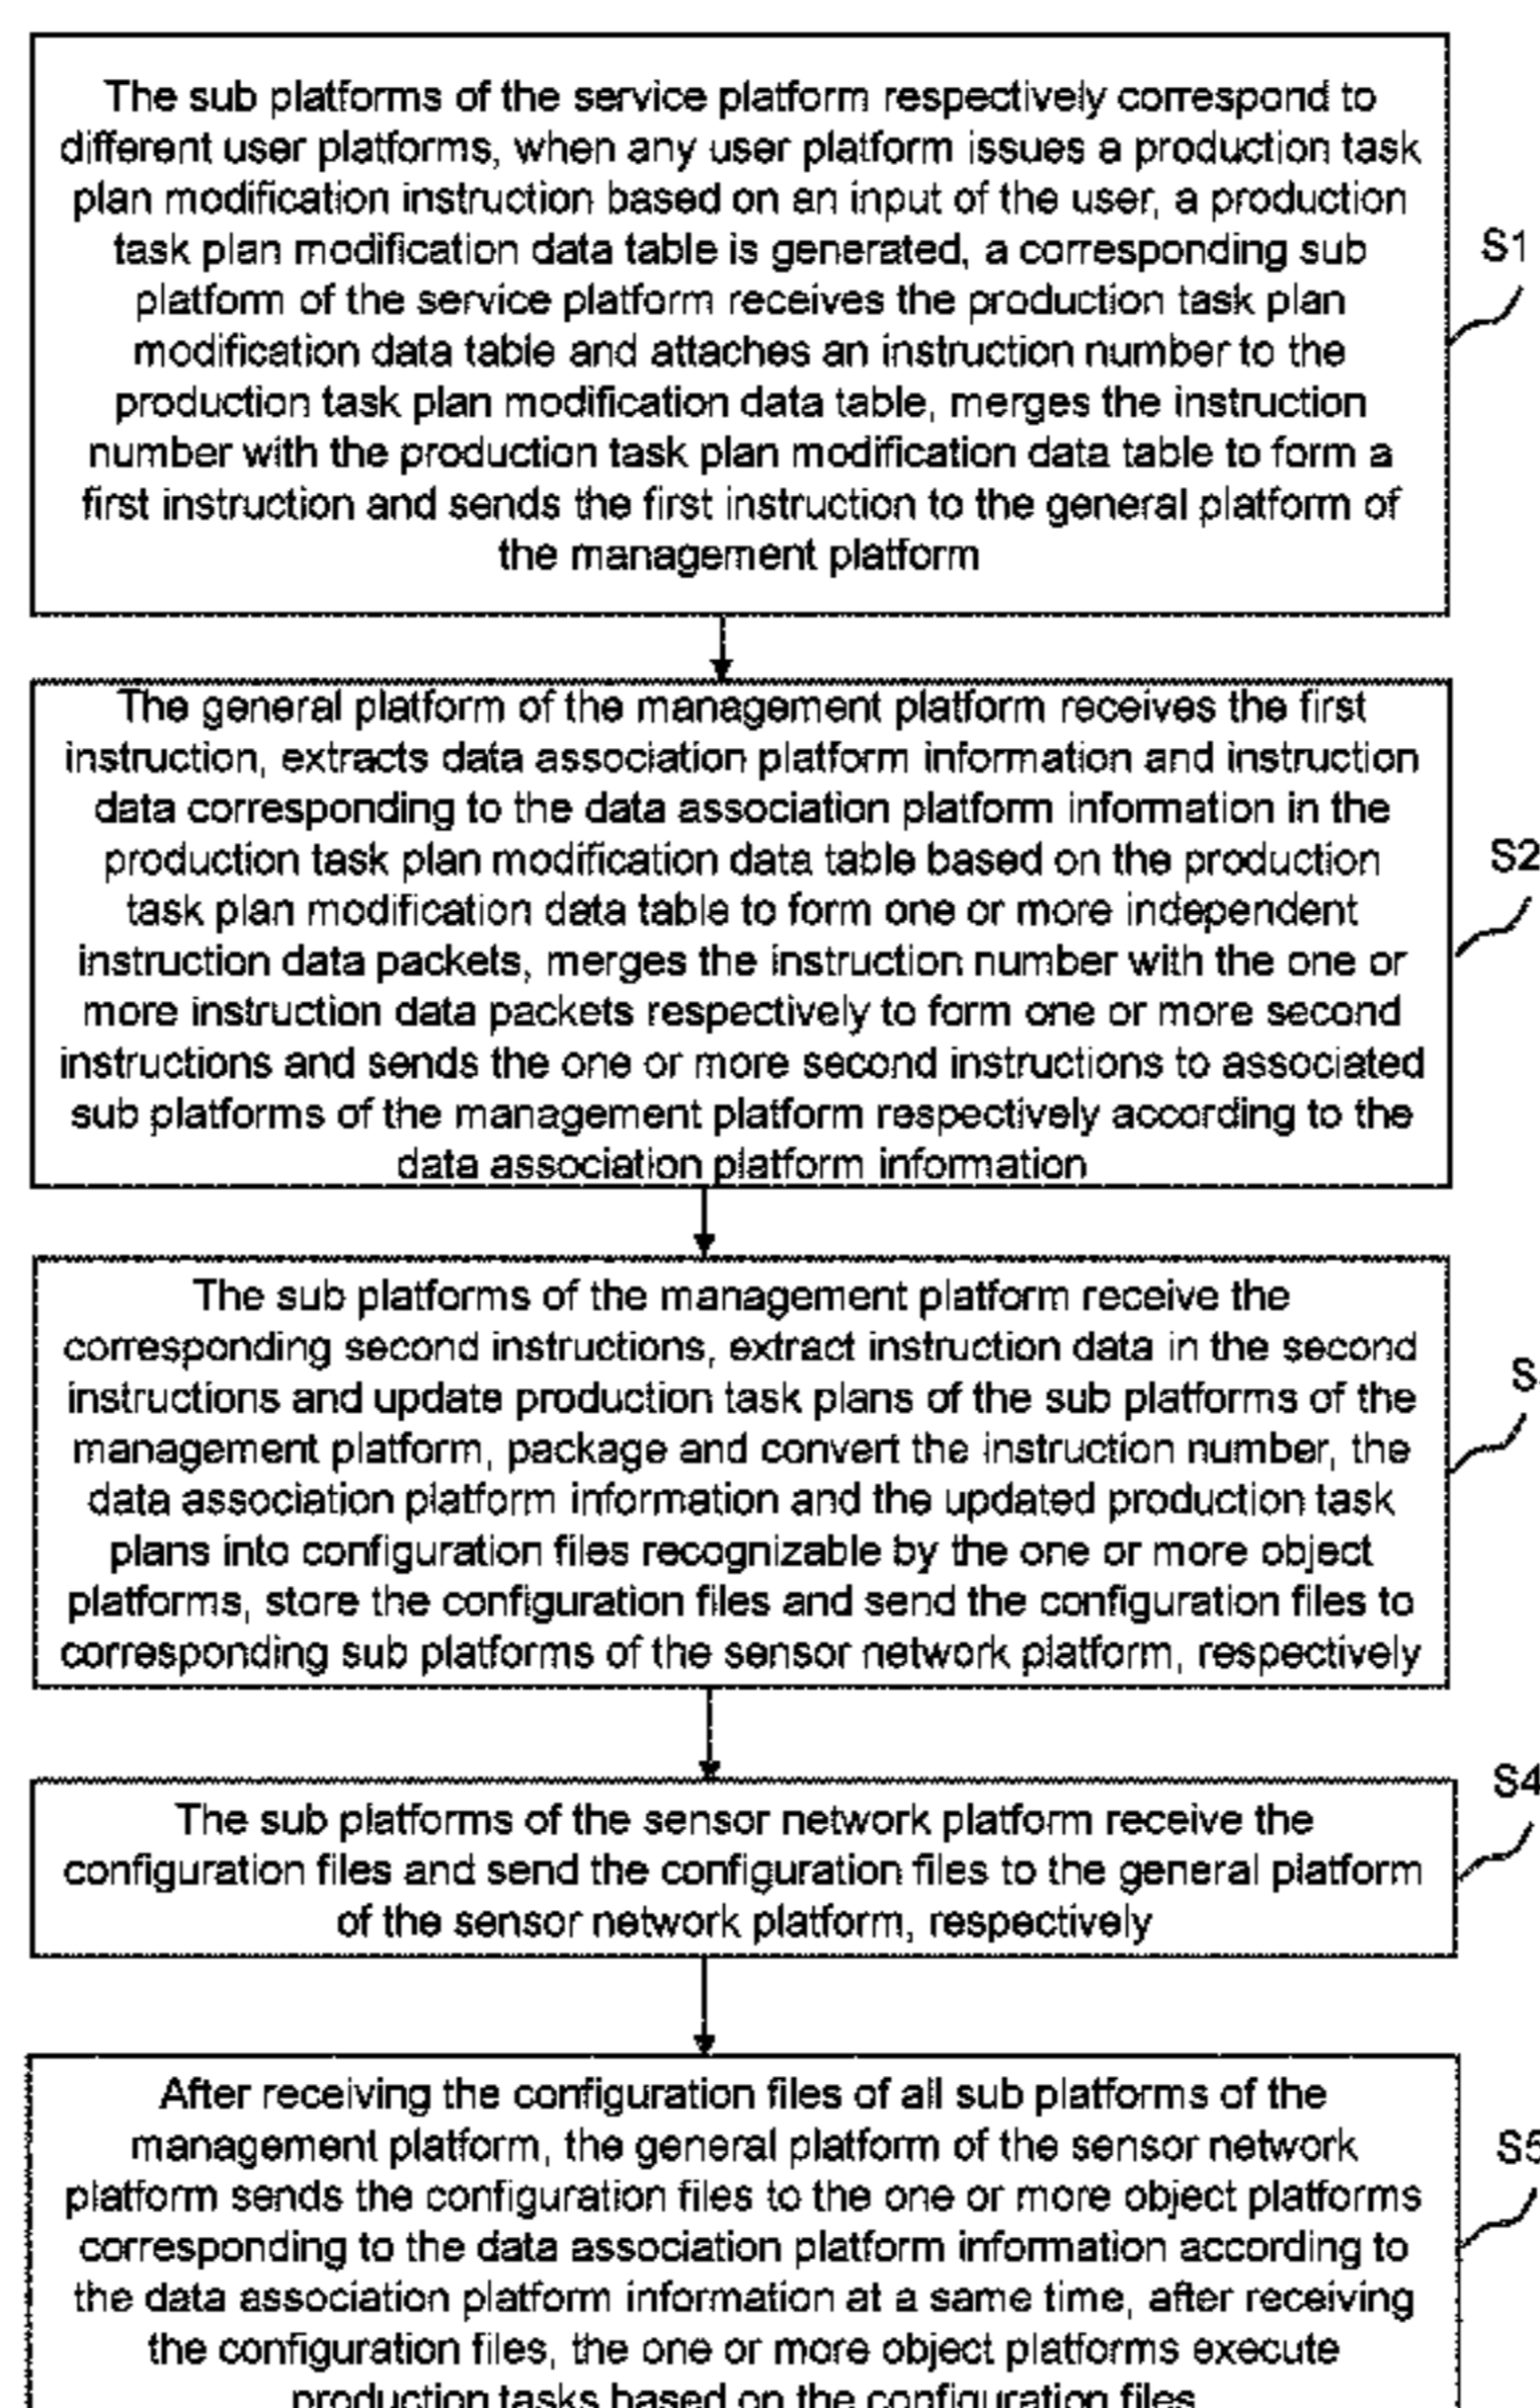 The sub platforms of the service platform respectively correspond to
different user platforms, when any user platform issues a production task
plan modification instruction based on an input of the user, a production
task plan modification data table is generated, a corresponding sub
platform of the service platform receives the production task plan
modification data table and attaches an instruction number to the
production task plan modification data table, merges the instruction
number with the production task plan modification data table to form a
first instruction and sends the first instruction to the general platform of
the management platform
S1
The general platform of the management platform receives the first
instruction, extracts data association platform information and instruction
data corresponding to the data association platform information in the
production task plan modification data table based on the production
task plan modification data table to form one or more independent
instruction data packets, merges the instruction number with the one or
more instruction data packets respectively to form one or more second
instructions and sends the one or more second instructions to associated
sub platforms of the management platform respectively according to the
data association platform information
S2
The sub platforms of the management platform receive the
corresponding second instructions, extract instruction data in the second
instructions and update production task plans of the sub platforms of the
management platform, package and convert the instruction number, the
data association platform information and the updated production task
plans into configuration files recognizable by the one or more object
platforms, store the configuration files and send the configuration files to
corresponding sub platforms of the sensor network platform, respectively
S
The sub platforms of the sensor network platform receive the
configuration files and send the configuration files to the general platform
of the sensor network platform, respectively
S4
After receiving the configuration files of all sub platforms of the
management platform, the general platform of the sensor network
platform sends the configuration files to the one or more object platforms
corresponding to the data association platform information according to
the data association platform information at a same time, after receiving
the configuration files, the one or more object platforms execute
production tasks based on the configuration files
S5